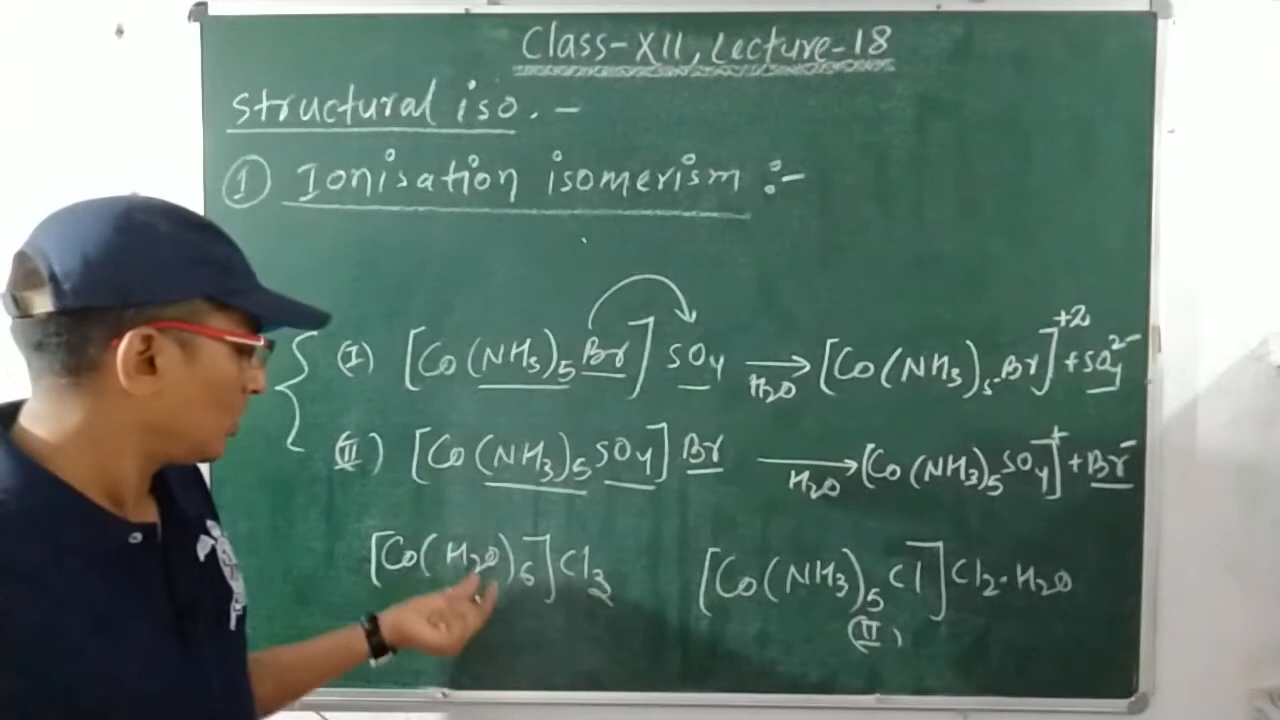 Class-XII, Lecture-18
Structural iso. -
① Ionisation isomerism :-
(I) [Co(NH3)5Br] SO4 → H2O [Co(NH3)5.Br]+2 + SO4 2-
(II) [Co(NH3)5SO4] Br → H2O [Co(NH3)5SO4]+ + Br-
[Co(H2O)6]Cl3 [Co(NH3)5Cl]Cl2.H2O
(II)